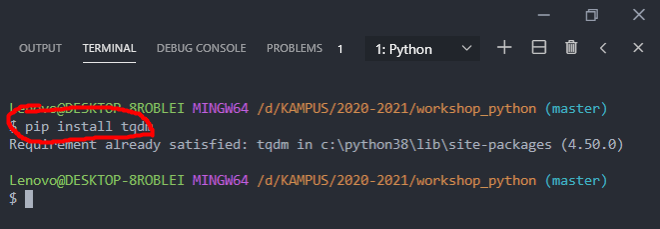 OUTPUT TERMINAL DEBUG CONSOLE PROBLEMS 1 1: Python
Lenovo@DESKTOP-8ROBLEI MINGW64 /d/KAMPUS/2020-2021/workshop_python (master)
$ pip install tqdm
Requirement already satisfied: tqdm in c:\python38\lib\site-packages (4.50.0)
Lenovo@DESKTOP-8ROBLEI MINGW64 /d/KAMPUS/2020-2021/workshop_python (master)
$